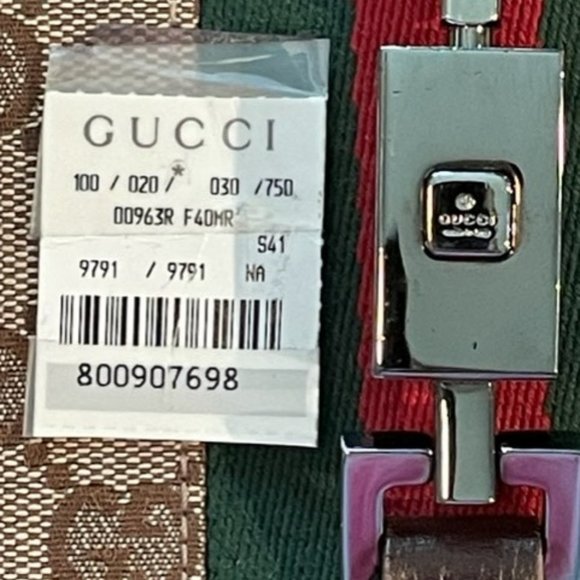 GUCCI
100 / 020 / * 030 / 750
00963R F40MR
S41
9791 / 9791 NA
800907698
GUCCI